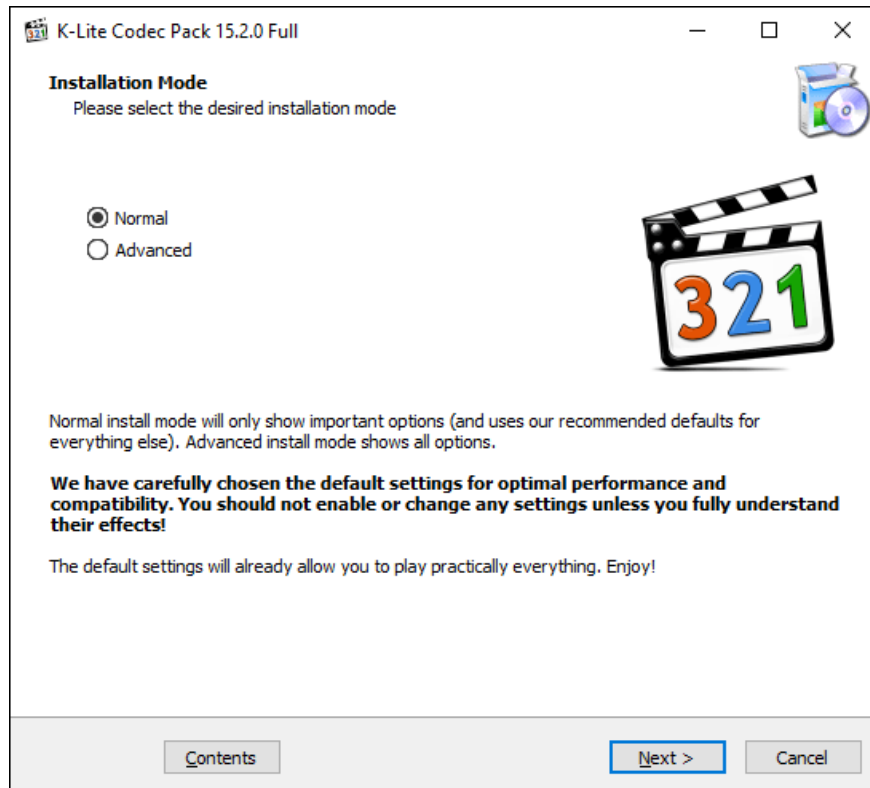 K-Lite Codec Pack 15.2.0 Full
Installation Mode
Please select the desired installation mode
Normal
Advanced
321
Normal install mode will only show important options (and uses our recommended defaults for
everything else). Advanced install mode shows all options.
We have carefully chosen the default settings for optimal performance and
compatibility. You should not enable or change any settings unless you fully understand
their effects!
The default settings will already allow you to play practically everything. Enjoy!
Contents
Next >
Cancel